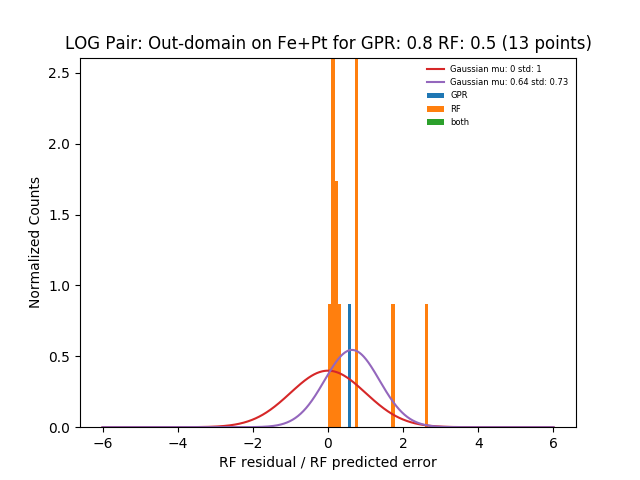 LOG Pair: Out-domain on Fe+Pt for GPR: 0.8 RF: 0.5 (13 points)
2.5
2.0
1.5
1.0
0.5
0.0
Normalized Counts
Gaussian mu: 0 std: 1
Gaussian mu: 0.64 std: 0.73
GPR
RF
both
−6 −4 −2 0 2 4 6
RF residual / RF predicted error